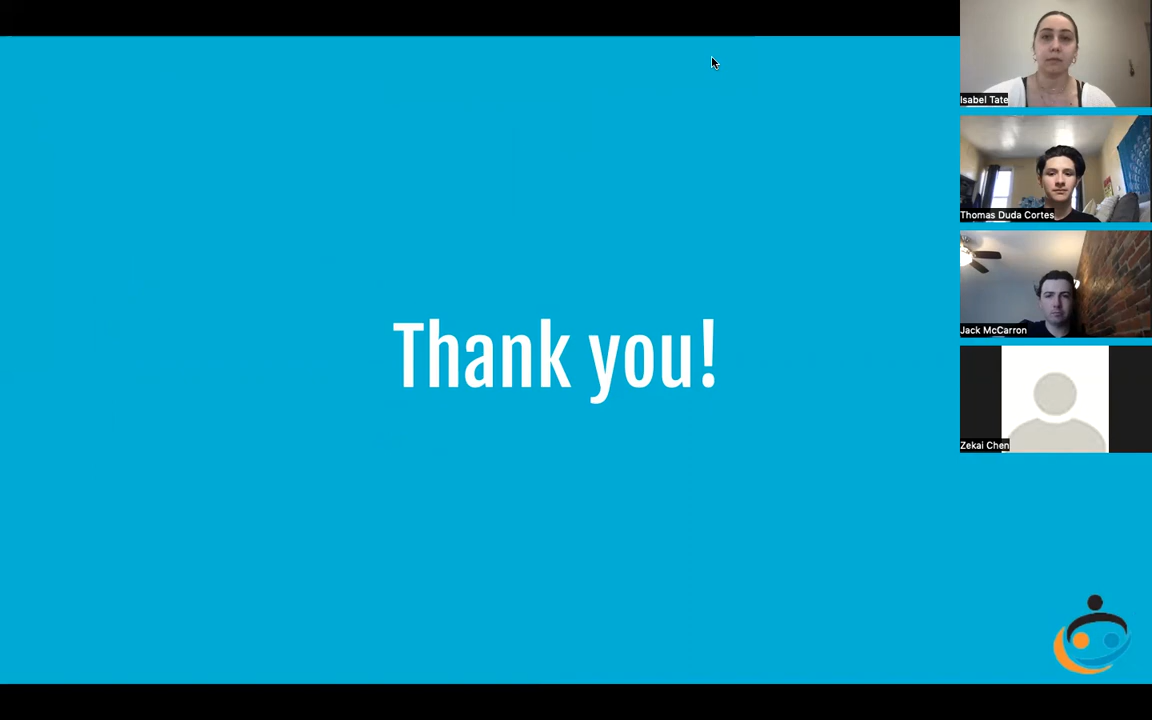 Isabel Tate
Thomas Duda Cortes
Jack McCarron
Thank you!
Zekai Chen